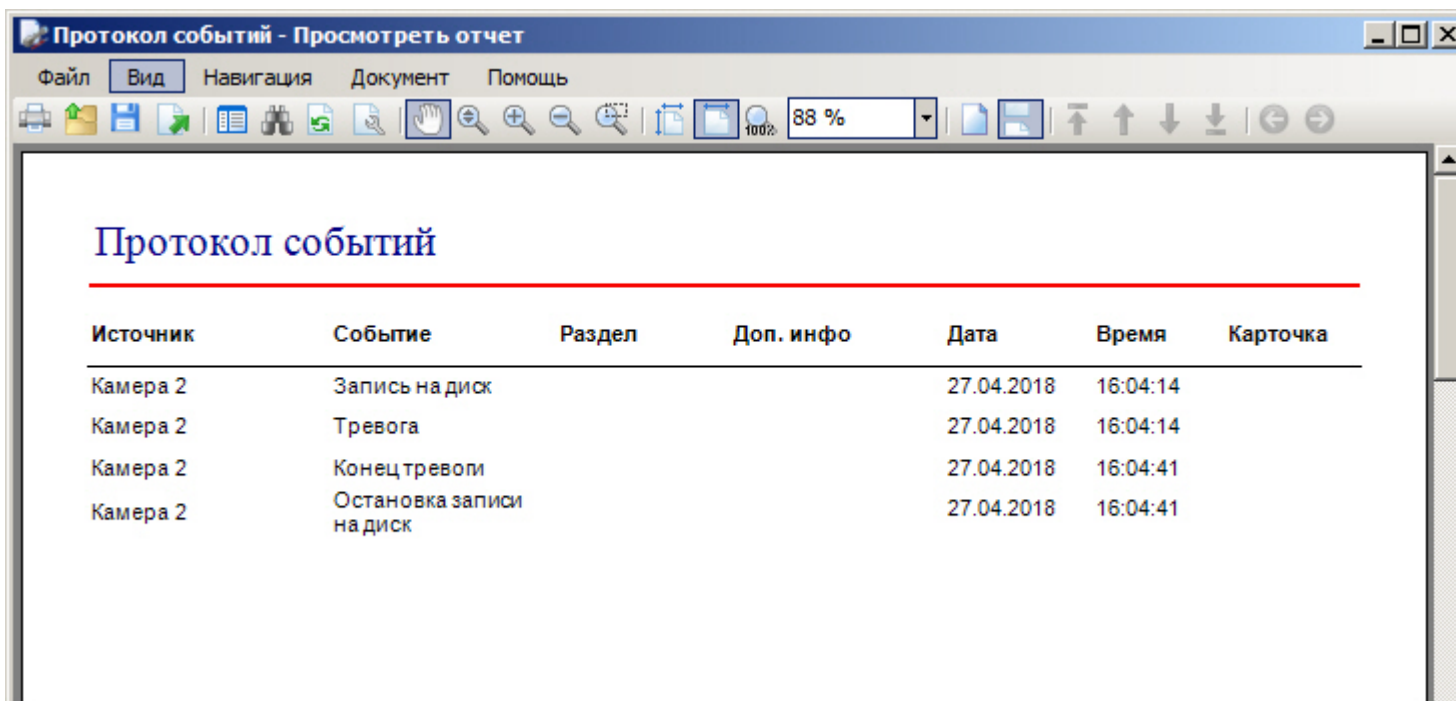 Протокол событий - Просмотреть отчет
Файл Вид Навигация Документ Помощь
100% 88 %
Протокол событий
Источник Событие Раздел Доп. инфо Дата Время Карточка
Камера 2 Запись на диск 27.04.2018 16:04:14
Камера 2 Тревога 27.04.2018 16:04:14
Камера 2 Конец тревоги 27.04.2018 16:04:41
Камера 2 Остановка записи 27.04.2018 16:04:41
на диск